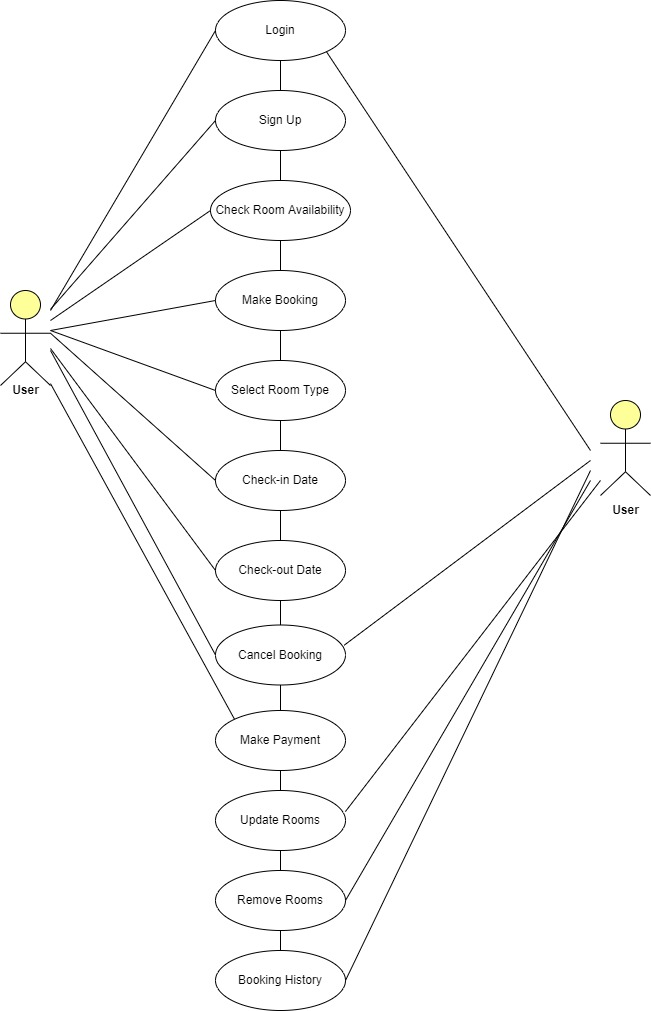 Login
Sign Up
Check Room Availability
Make Booking
User
Select Room Type
Check-in Date
User
Check-out Date
Cancel Booking
Make Payment
Update Rooms
Remove Rooms
Booking History